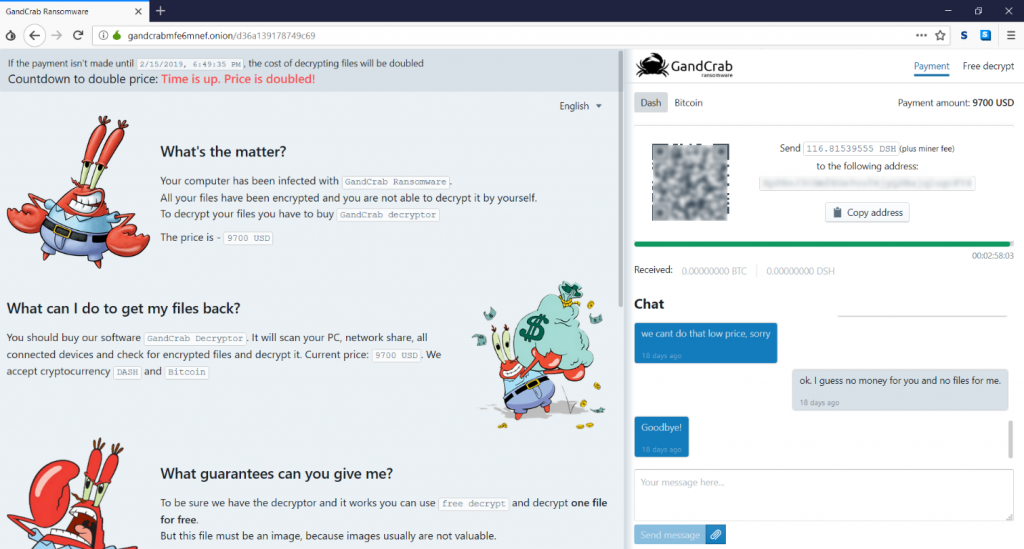 GandCrab Ransomware
gandcrabmfe6mnef.onion/d36a139178749c69
If the payment isn't made until 2/15/2019, 6:49:35 PM, the cost of decrypting files will be doubled
Countdown to double price: Time is up. Price is doubled!
English
What's the matter?
Your computer has been infected with GandCrab Ransomware.
All your files have been encrypted and you are not able to decrypt it by yourself.
To decrypt your files you have to buy GandCrab decryptor
The price is - 9700 USD
What can I do to get my files back?
You should buy our software GandCrab Decryptor. It will scan your PC, network share, all
connected devices and check for encrypted files and decrypt it. Current price: 9700 USD. We
accept cryptocurrency DASH and Bitcoin
$
What guarantees can you give me?
To be sure we have the decryptor and it works you can use free decrypt and decrypt one file
for free.
But this file must be an image, because images usually are not valuable.
GandCrab
ransomware
Payment Free decrypt
Dash Bitcoin Payment amount: 9700 USD
Send 116.81539555 DSH (plus miner fee)
to the following address:
Copy address
00:02:58:03
Received: 0.00000000 BTC 0.00000000 DSH
Chat
we cant do that low price, sorry
18 days ago
ok. I guess no money for you and no files for me.
18 days ago
Goodbye!
18 days ago
Your message here...
Send message